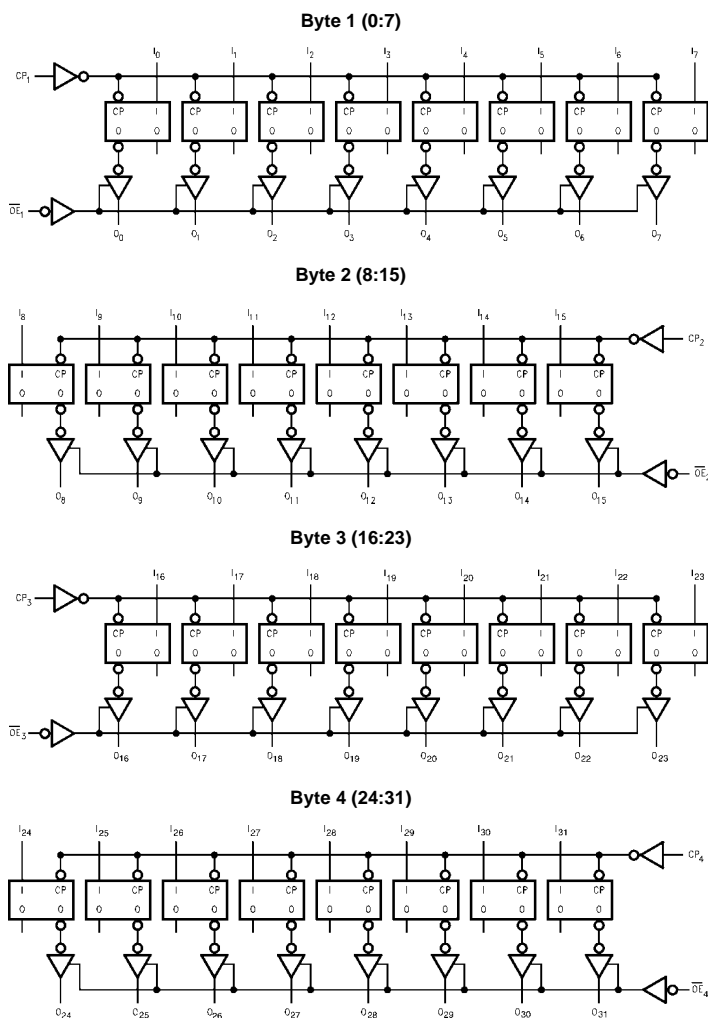 Byte 1 (0:7)
I0 I1 I2 I3 I4 I5 I6 I7
CP1
CP I CP I CP I CP I CP I CP I CP I CP I
O O O O O O O O O O O O O O O O
OE1
O0 O1 O2 O3 O4 O5 O6 O7
Byte 2 (8:15)
I8 I9 I10 I11 I12 I13 I14 I15
CP2
I CP I CP I CP I CP I CP I CP I CP I CP
O O O O O O O O O O O O O O O O
OE2
O8 O9 O10 O11 O12 O13 O14 O15
Byte 3 (16:23)
I16 I17 I18 I19 I20 I21 I22 I23
CP3
CP I CP I CP I CP I CP I CP I CP I CP I
O O O O O O O O O O O O O O O O
OE3
O16 O17 O18 O19 O20 O21 O22 O23
Byte 4 (24:31)
I24 I25 I26 I27 I28 I29 I30 I31
CP4
I CP I CP I CP I CP I CP I CP I CP I CP
O O O O O O O O O O O O O O O O
OE4
O24 O25 O26 O27 O28 O29 O30 O31